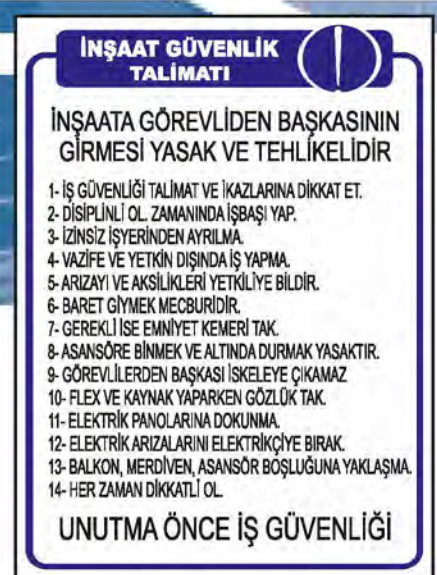 İNŞAAT GÜVENLİK
TALİMATI
İNŞAATA GÖREVLİDEN BAŞKASININ
GİRMESİ YASAK VE TEHLİKELİDİR
1- İŞ GÜVENLİĞİ TALİMAT VE İKAZLARINA DİKKAT ET.
2- DİSİPLİNLİ OL. ZAMANINDA İŞBAŞI YAP.
3- İZİNSİZ İŞYERİNDEN AYRILMA.
4- VAZİFE VE YETKİN DIŞINDA İŞ YAPMA.
5- ARIZAYI VE AKSİLİKLERİ YETKİLİYE BİLDİR.
6- BARET GİYMEK MECBURİDİR.
7- GEREKLİ İSE EMNİYET KEMERİ TAK.
8- ASANSÖRE BİNMEK VE ALTINDA DURMAK YASAKTIR.
9- GÖREVLİLERDEN BAŞKASI İSKELEYE ÇIKAMAZ
10- FLEX VE KAYNAK YAPARKEN GÖZLÜK TAK.
11- ELEKTRİK PANOLARINA DOKUNMA.
12- ELEKTRİK ARIZALARINI ELEKTRİKÇİYE BIRAK.
13- BALKON, MERDİVEN, ASANSÖR BOŞLUĞUNA YAKLAŞMA.
14- HER ZAMAN DİKKATLİ OL.
UNUTMA ÖNCE İŞ GÜVENLİĞİ